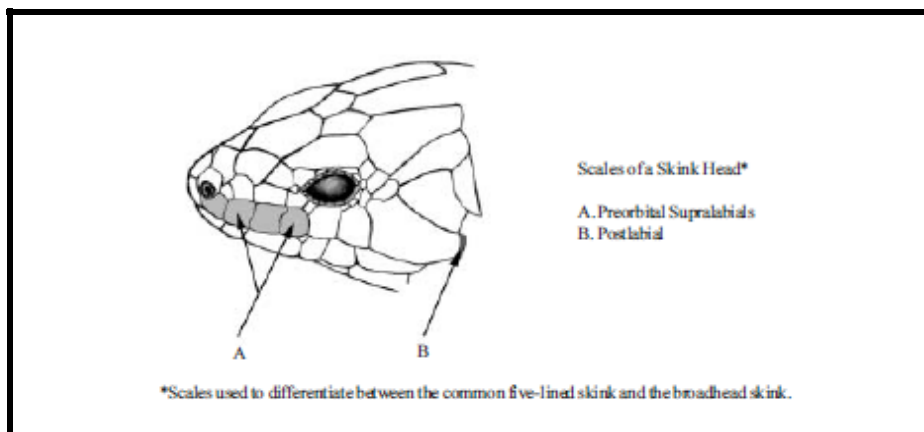 Scales of a Skink Head*
A. Preorbital Supralabials
B. Postlabial
A
B
*Scales used to differentiate between the common five-lined skink and the broadhead skink.